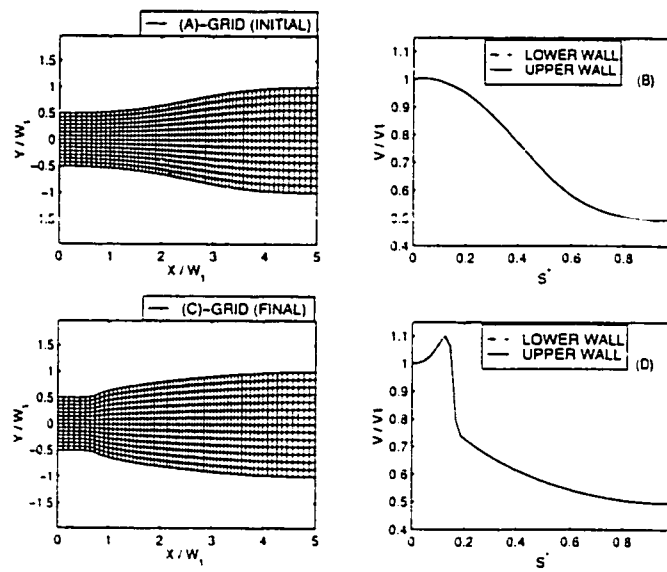 (A)-GRID (INITIAL)
1.5
1
0.5
0
-0.5
-1
-1.5
Y / W1
0 1 2 3 4 5
X / W1
LOWER WALL
UPPER WALL
(B)
1.1
1
0.9
0.8
0.7
0.6
0.5
0.4
V / V1
0 0.2 0.4 0.6 0.8
S*
(C)-GRID (FINAL)
1.5
1
0.5
0
-0.5
-1
-1.5
Y / W1
0 1 2 3 4 5
X / W1
LOWER WALL
UPPER WALL
(D)
1.1
1
0.9
0.8
0.7
0.6
0.5
0.4
V / V1
0 0.2 0.4 0.6 0.8
S*